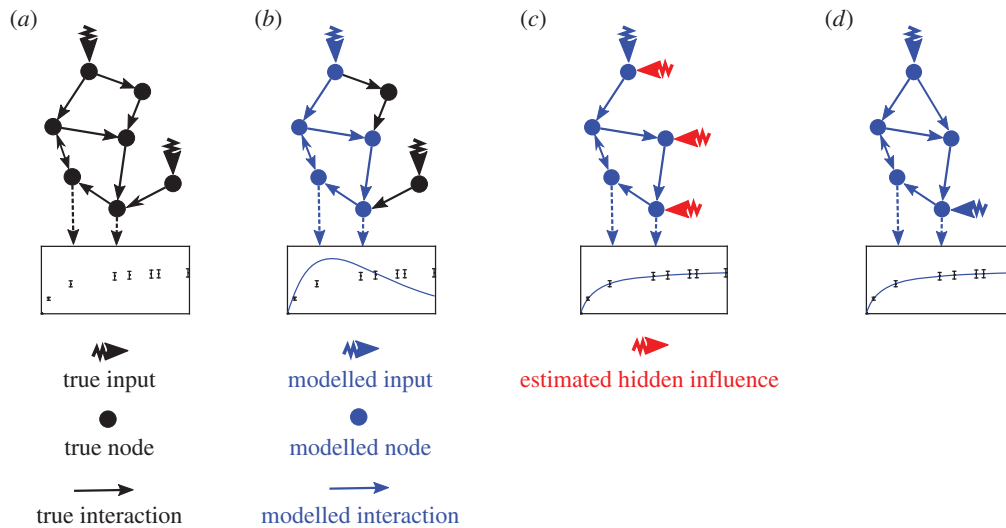 (a) (b) (c) (d)
true input modelled input estimated hidden influence
true node modelled node
true interaction modelled interaction